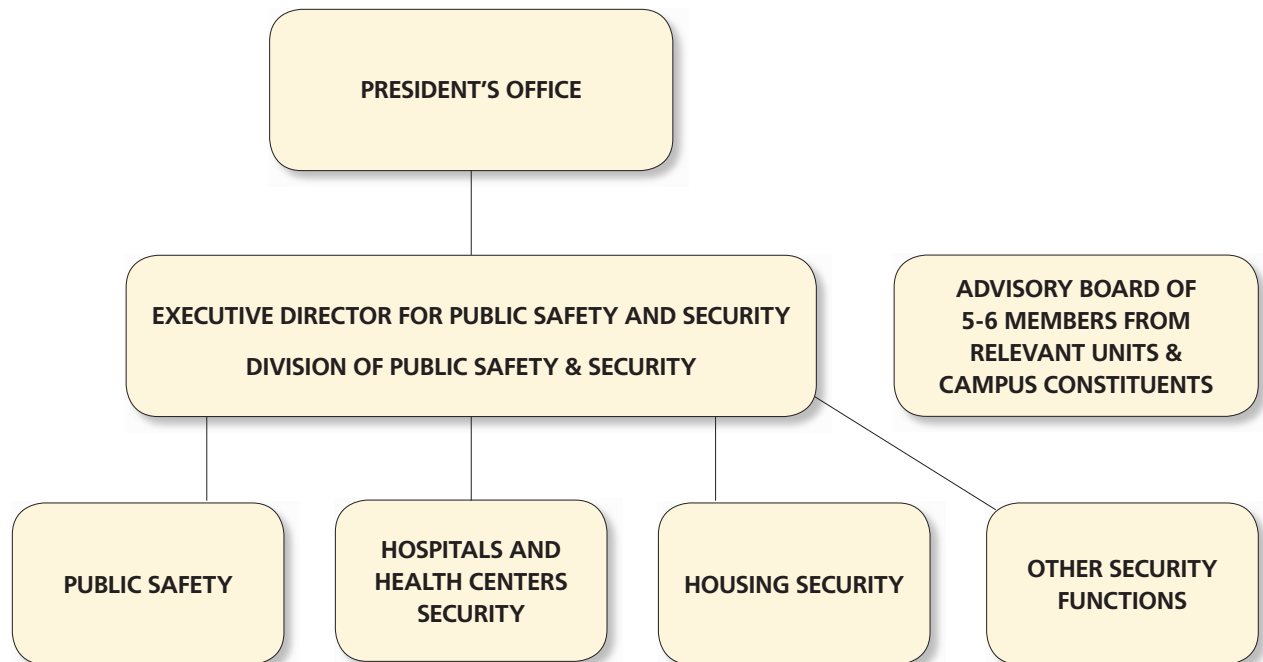 PRESIDENT’S OFFICE
EXECUTIVE DIRECTOR FOR PUBLIC SAFETY AND SECURITY
DIVISION OF PUBLIC SAFETY & SECURITY
ADVISORY BOARD OF
5-6 MEMBERS FROM
RELEVANT UNITS &
CAMPUS CONSTITUENTS
PUBLIC SAFETY
HOSPITALS AND
HEALTH CENTERS
SECURITY
HOUSING SECURITY
OTHER SECURITY
FUNCTIONS